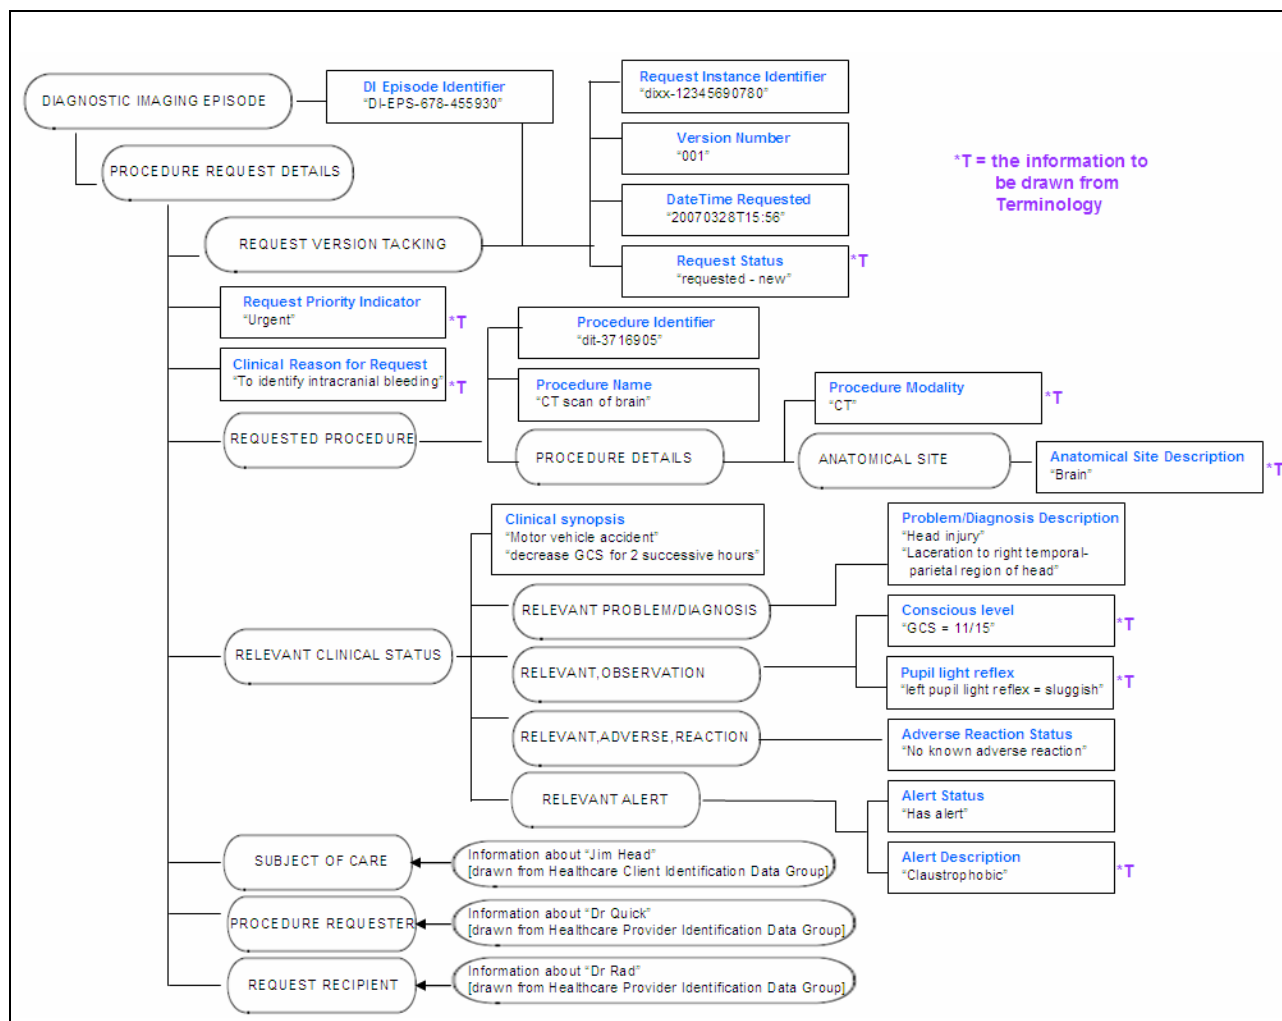 DIAGNOSTIC IMAGING EPISODE
DI Episode Identifier
“DI-EPS-678-455930”
Request Instance Identifier
“dixx-12345690780”
Version Number
“001”
DateTime Requested
“20070328T15:56”
Request Status
“requested - new”
*T
*T = the information to
be drawn from
Terminology
PROCEDURE REQUEST DETAILS
REQUEST VERSION TACKING
Request Priority Indicator
“Urgent”
*T
Clinical Reason for Request
“To identify intracranial bleeding”
*T
REQUESTED PROCEDURE
Procedure Identifier
“dit-3716905”
Procedure Name
“CT scan of brain”
PROCEDURE DETAILS
Procedure Modality
“CT”
*T
ANATOMICAL SITE
Anatomical Site Description
“Brain”
*T
RELEVANT CLINICAL STATUS
Clinical synopsis
“Motor vehicle accident”
“decrease GCS for 2 successive hours”
RELEVANT PROBLEM/DIAGNOSIS
Problem/Diagnosis Description
“Head injury”
“Laceration to right temporal-
parietal region of head”
RELEVANT,OBSERVATION
Conscious level
“GCS = 11/15”
*T
Pupil light reflex
“left pupil light reflex = sluggish”
*T
RELEVANT,ADVERSE,REACTION
Adverse Reaction Status
“No known adverse reaction”
RELEVANT ALERT
Alert Status
“Has alert”
Alert Description
“Claustrophobic”
*T
SUBJECT OF CARE
Information about “Jim Head”
[drawn from Healthcare Client Identification Data Group]
PROCEDURE REQUESTER
Information about “Dr Quick”
[drawn from Healthcare Provider Identification Data Group]
REQUEST RECIPIENT
Information about “Dr Rad”
[drawn from Healthcare Provider Identification Data Group]